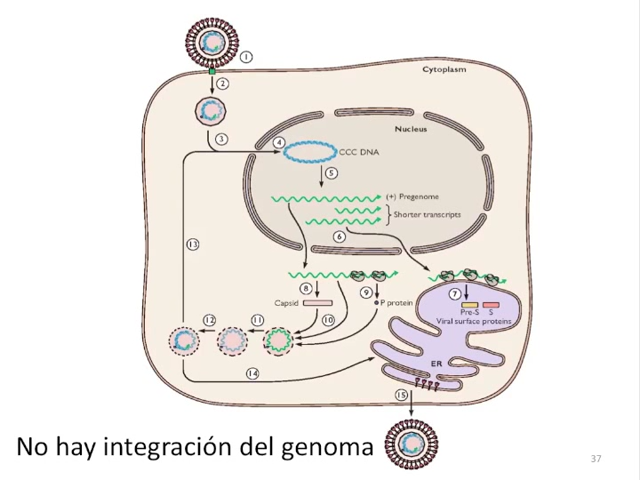 1
Cytoplasm
2
3
Nucleus
4
CCC DNA
5
(+) Pregenome
Shorter transcripts
6
13
7
8
9
Capsid
P protein
Pre-S S
Viral surface proteins
10
12
11
ER
14
15
No hay integración del genoma
37